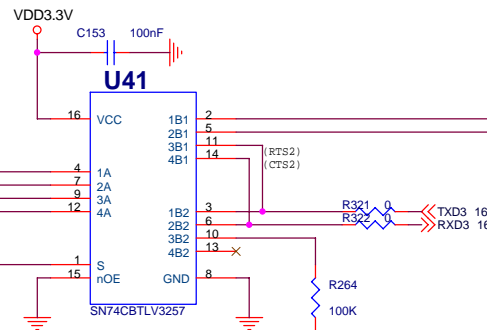 VDD3.3V
C153 100nF
U41
16 VCC 1B1 2
2B1 5
3B1 11 (RTS2)
4 1A 4B1 14 (CTS2)
7 2A
9 3A
12 4A 1B2 3 R321 0 TXD3 16
2B2 6 R322 0 RXD3 16
3B2 10
4B2 13
1 S
15 nOE GND 8 R264
SN74CBTLV3257 100K